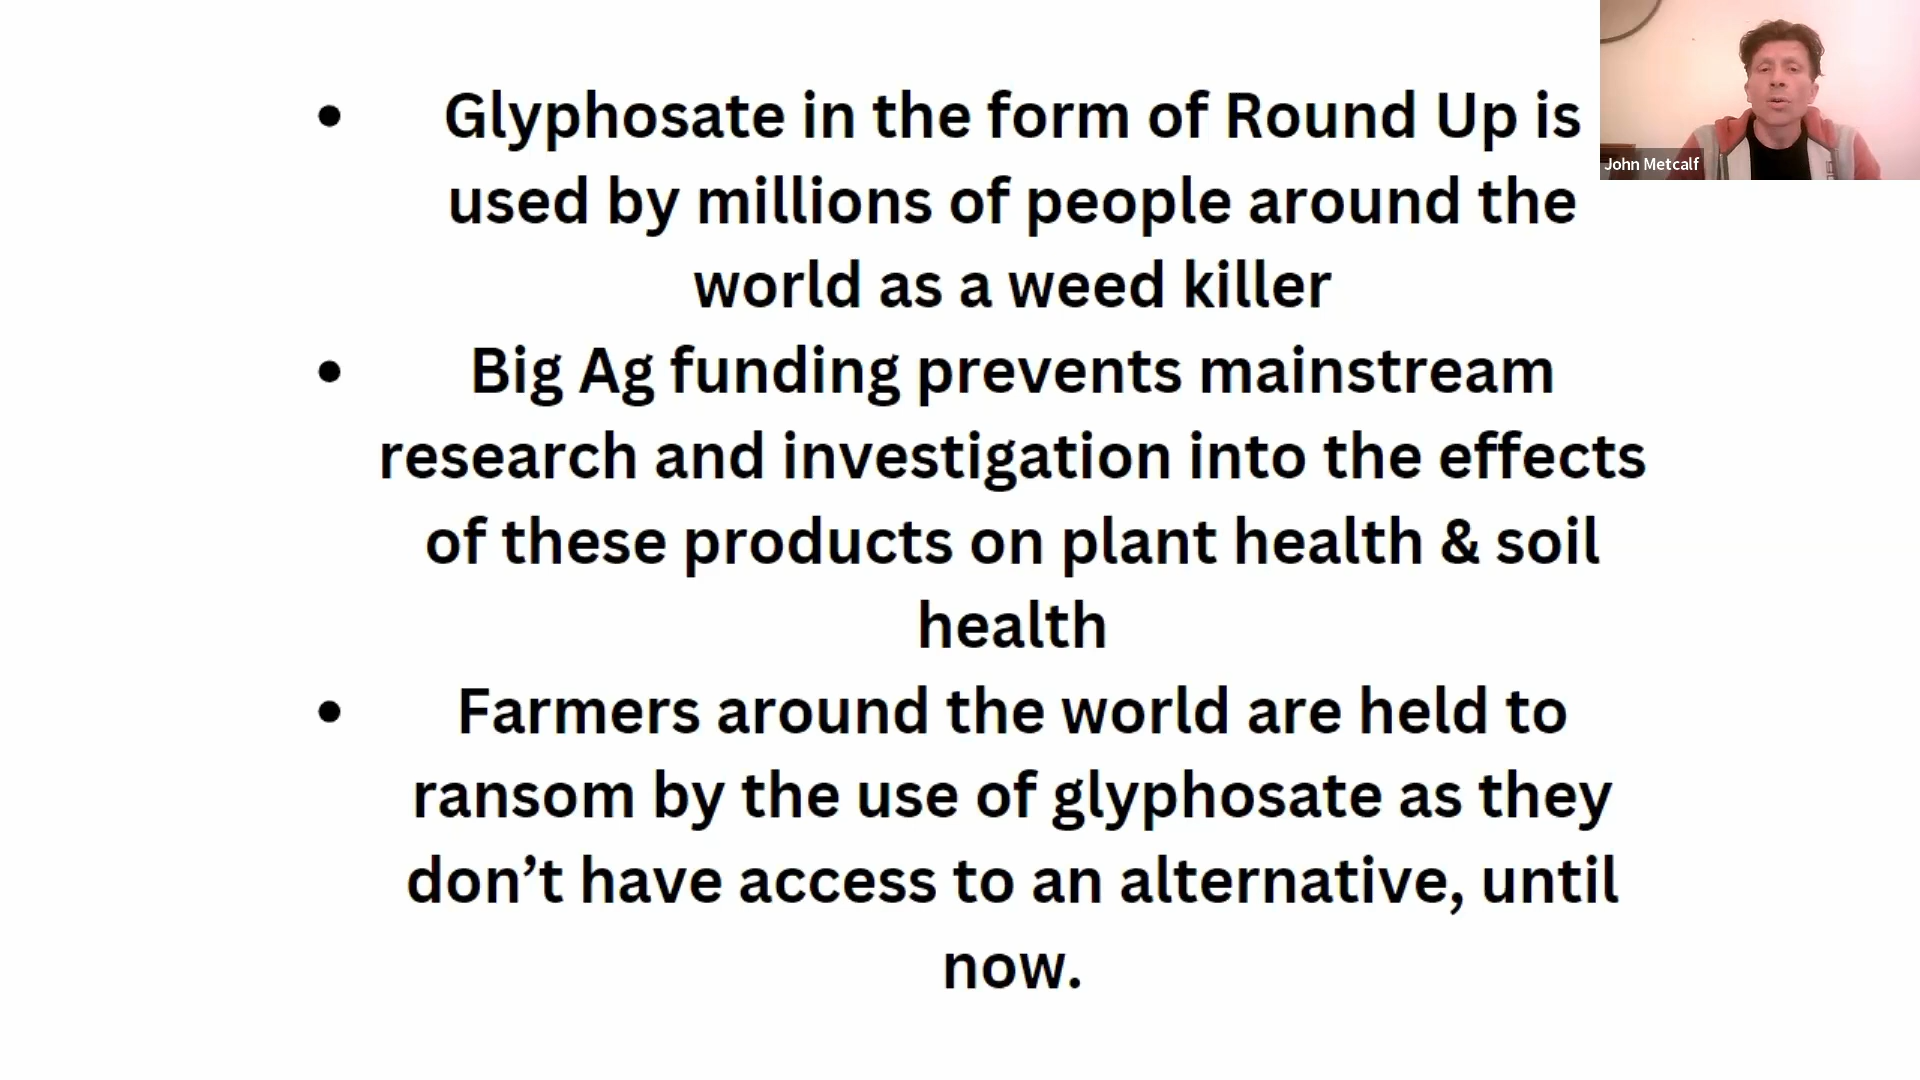 • Glyphosate in the form of Round Up is
used by millions of people around the
world as a weed killer
• Big Ag funding prevents mainstream
research and investigation into the effects
of these products on plant health & soil
health
• Farmers around the world are held to
ransom by the use of glyphosate as they
don’t have access to an alternative, until
now.
John Metcalf